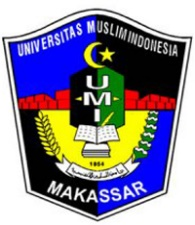 UNIVERSITAS MUSLIM INDONESIA
UMI
1954
MAKASSAR